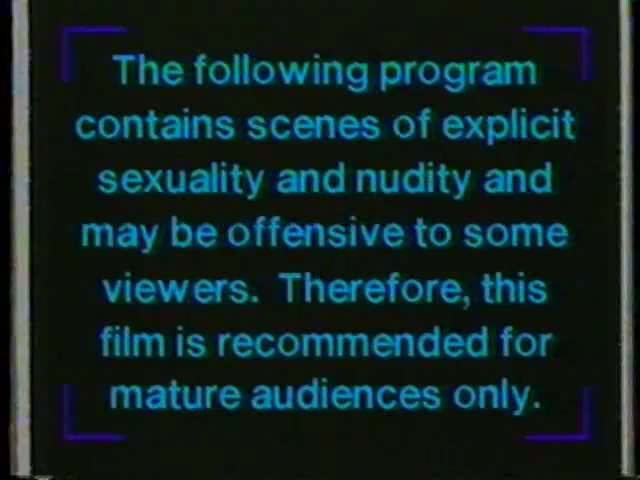 The following program
contains scenes of explicit
sexuality and nudity and
may be offensive to some
viewers. Therefore, this
film is recommended for
mature audiences only.